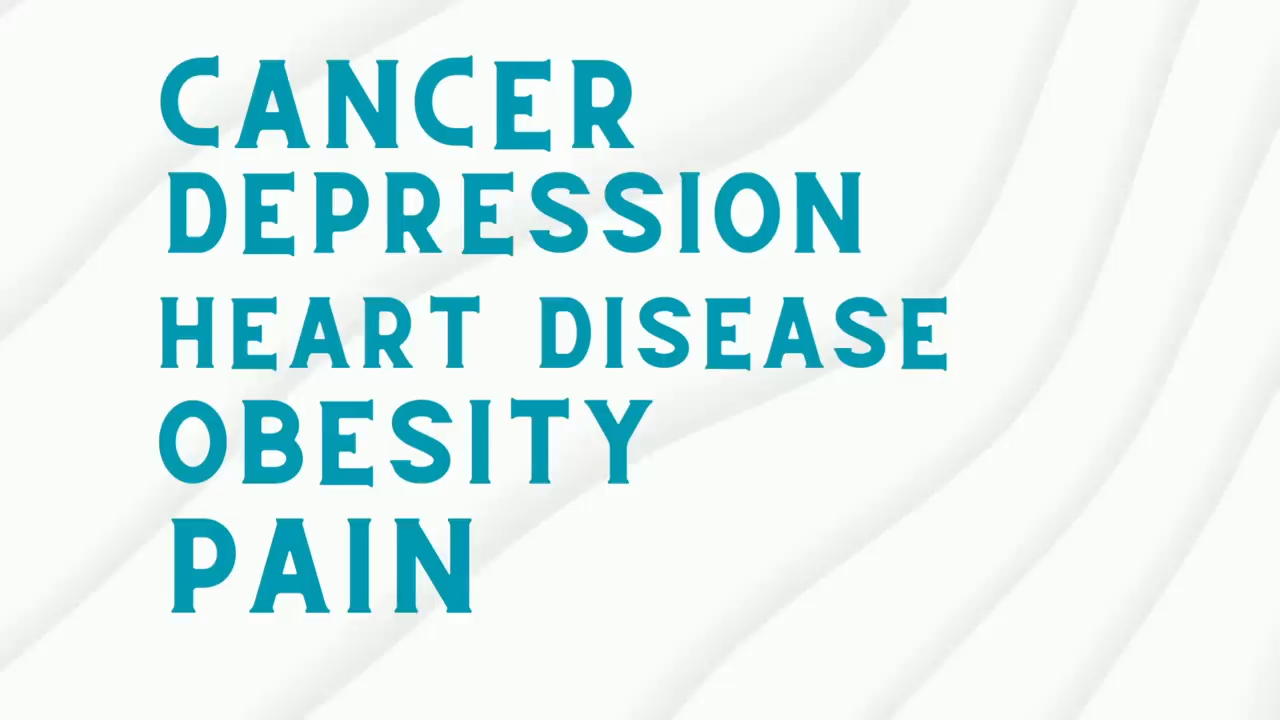 CANCER
DEPRESSION
HEART DISEASE
OBESITY
PAIN